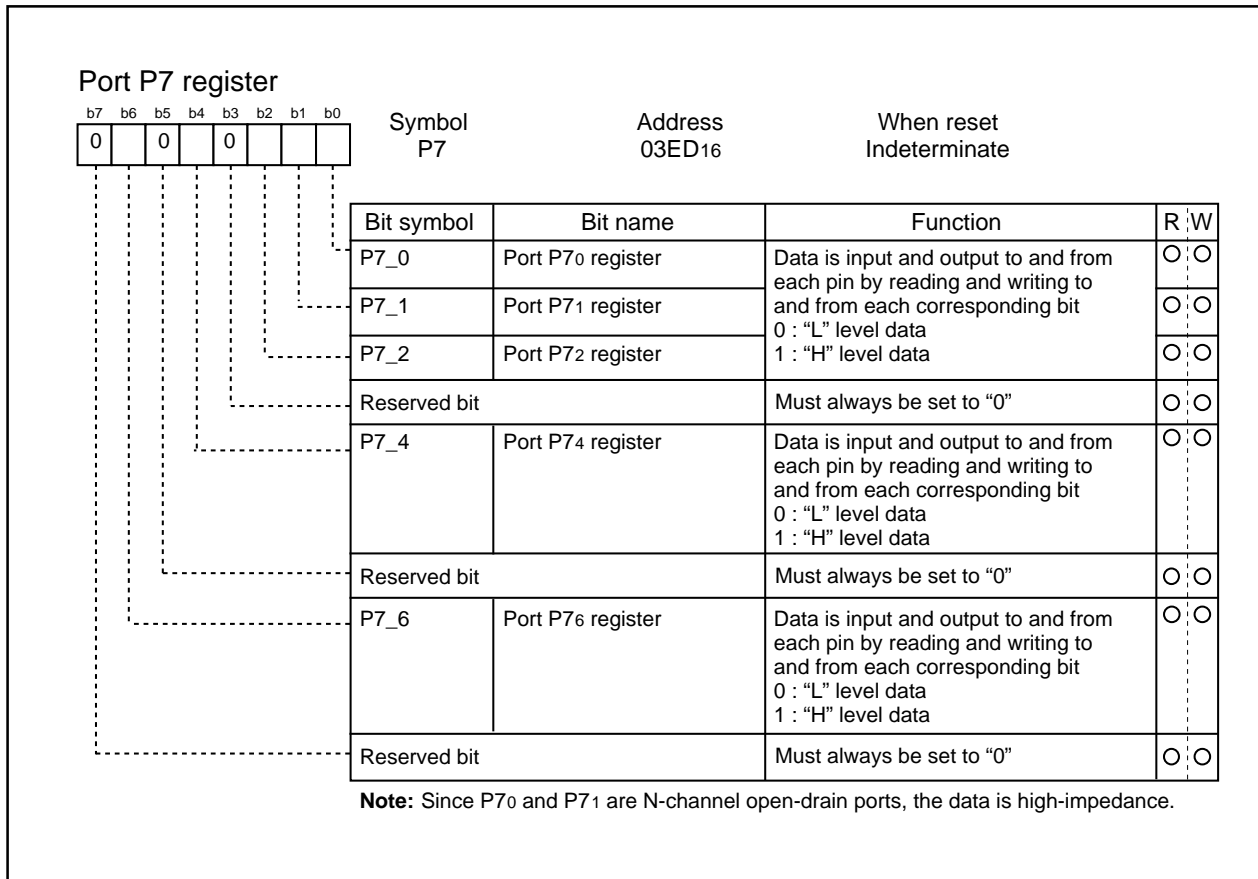 Port P7 register
b7 b6 b5 b4 b3 b2 b1 b0
0 0 0
Symbol Address When reset
P7 03ED16 Indeterminate
Bit symbol Bit name Function R W
P7_0 Port P70 register Data is input and output to and from
each pin by reading and writing to
P7_1 Port P71 register and from each corresponding bit
0 : “L” level data
P7_2 Port P72 register 1 : “H” level data
Reserved bit Must always be set to “0”
P7_4 Port P74 register Data is input and output to and from
each pin by reading and writing to
and from each corresponding bit
0 : “L” level data
1 : “H” level data
Reserved bit Must always be set to “0”
P7_6 Port P76 register Data is input and output to and from
each pin by reading and writing to
and from each corresponding bit
0 : “L” level data
1 : “H” level data
Reserved bit Must always be set to “0”
Note: Since P70 and P71 are N-channel open-drain ports, the data is high-impedance.